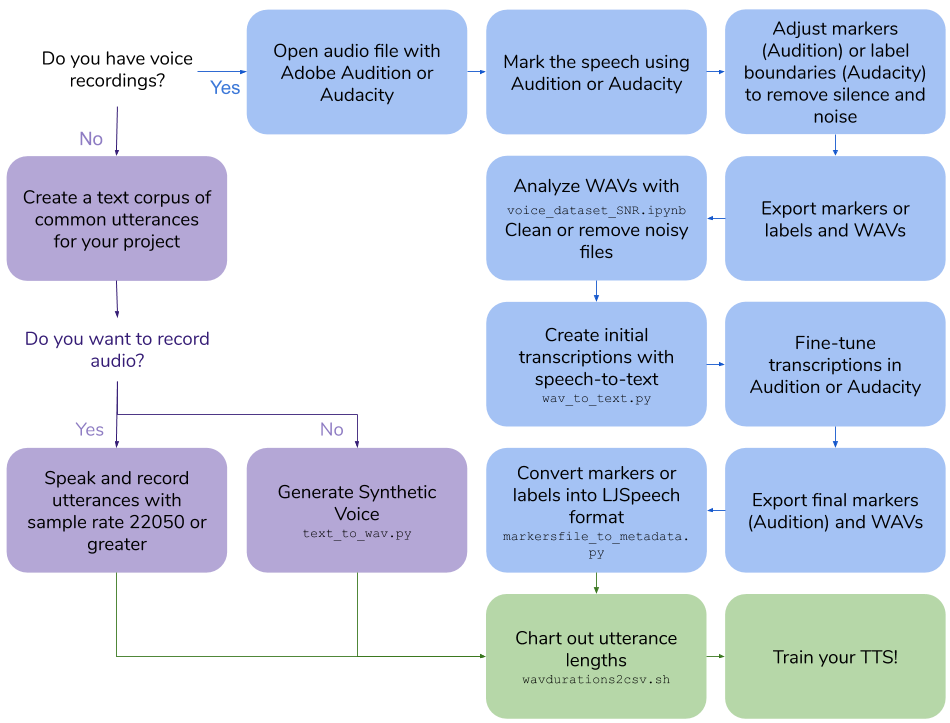 Do you have voice
recordings?
Yes
Open audio file with
Adobe Audition or
Audacity
Mark the speech using
Audition or Audacity
Adjust markers
(Audition) or label
boundaries (Audacity)
to remove silence and
noise
No
Create a text corpus of
common utterances
for your project
Analyze WAVs with
voice_dataset_SNR.ipynb
Clean or remove noisy
files
Export markers or
labels and WAVs
Do you want to record
audio?
Create initial
transcriptions with
speech-to-text
wav_to_text.py
Fine-tune
transcriptions in
Audition or Audacity
Yes
No
Speak and record
utterances with
sample rate 22050 or
greater
Generate Synthetic
Voice
text_to_wav.py
Convert markers or
labels into LJSpeech
format
markersfile_to_metadata.
py
Export final markers
(Audition) and WAVs
Chart out utterance
lengths
wavdurations2csv.sh
Train your TTS!